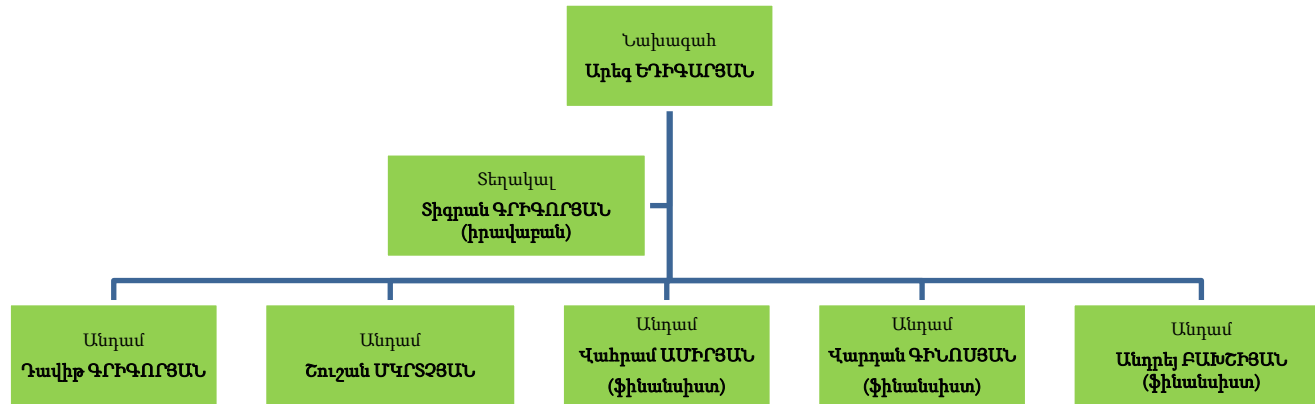 Նախագահ
Արեգ ԵԴԻԳԱՐՅԱՆ
Տեղակալ
Տիգրան ԳՐԻԳՈՐՅԱՆ
(իրավաբան)
Անդամ
Դավիթ ԳՐԻԳՈՐՅԱՆ
Անդամ
Շուշան ՄԿՐՏՉՅԱՆ
Անդամ
Վահրամ ԱՄԻՐՅԱՆ
(ֆինանսիստ)
Անդամ
Վարդան ԳԻՆՈՍՅԱՆ
(ֆինանսիստ)
Անդամ
Անդրեյ ԲԱԽՇԻՅԱՆ
(ֆինանսիստ)